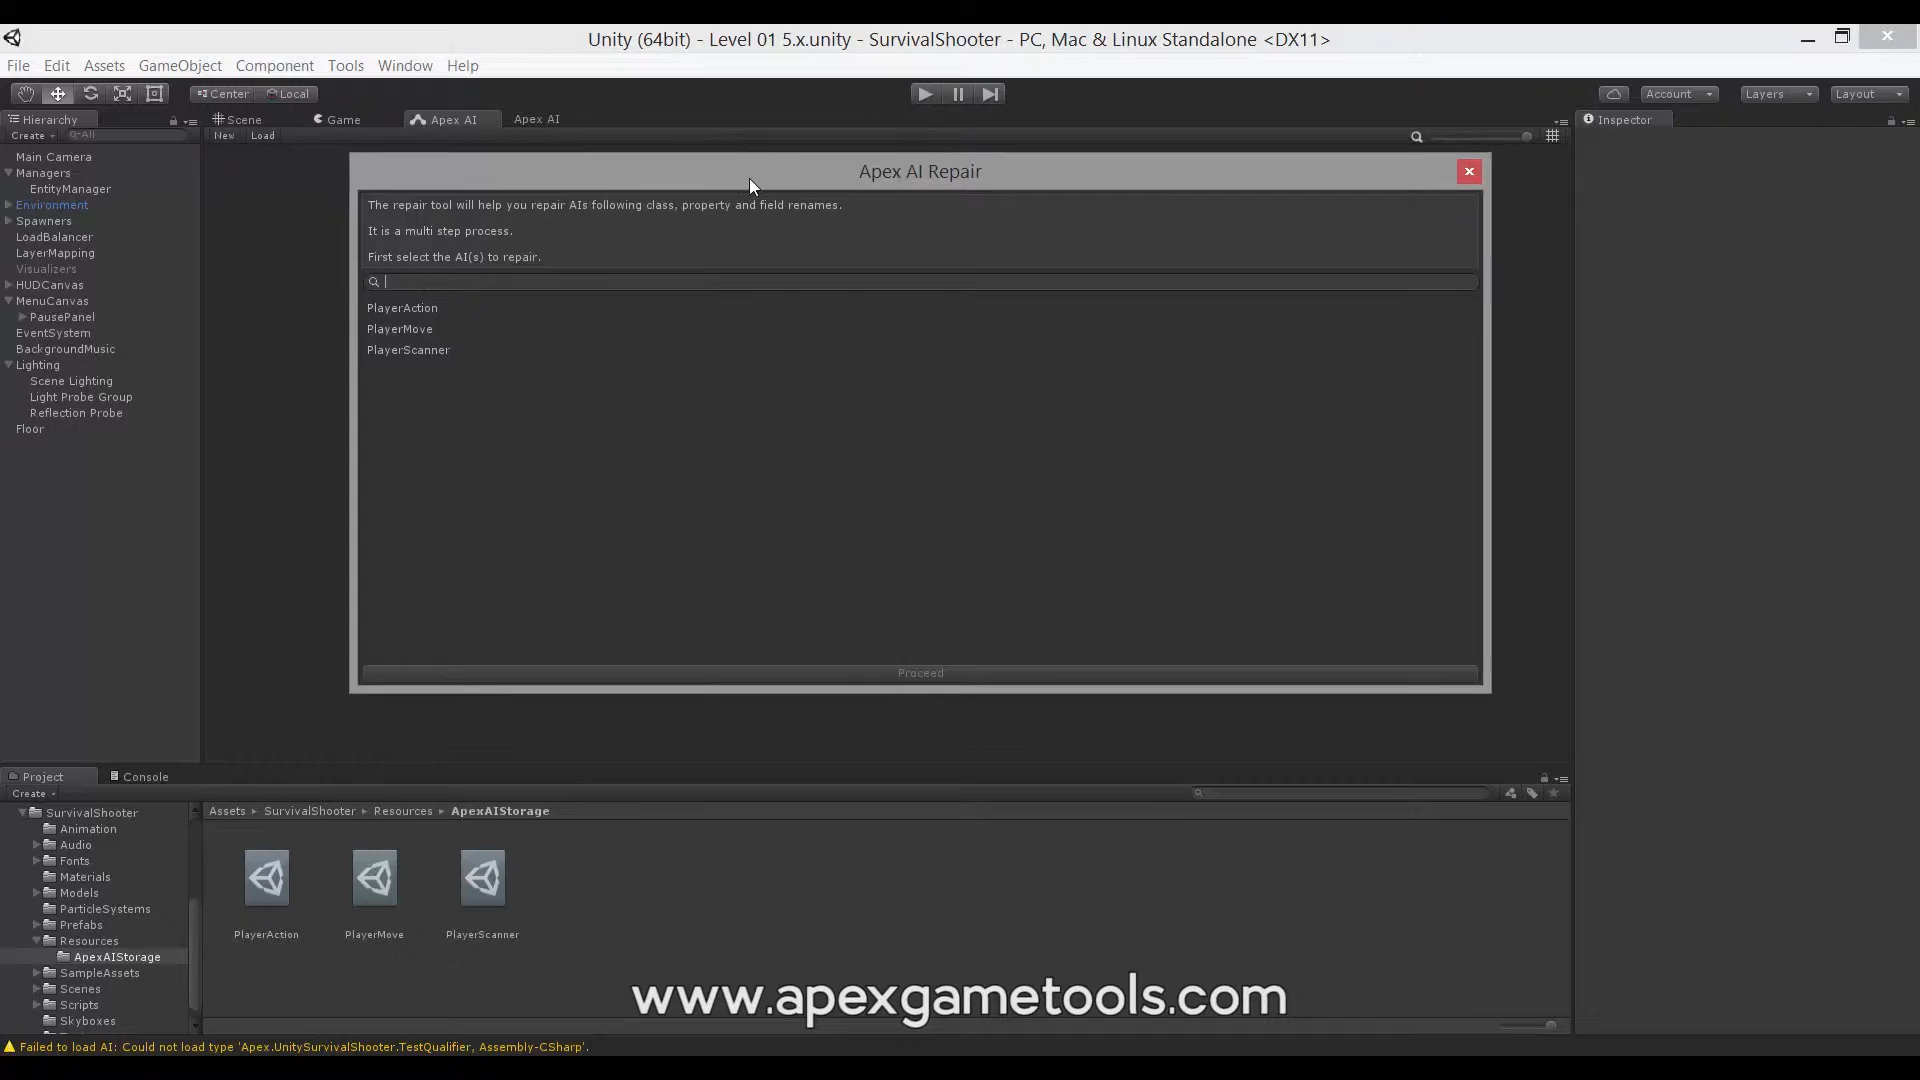 Unity (64bit) - Level 01 5.x.unity - SurvivalShooter - PC, Mac & Linux Standalone <DX11>
File Edit Assets GameObject Component Tools Window Help
Center Local Account Layers Layout
Hierarchy Scene Game Apex AI Apex AI Inspector
Create All New Load
Main Camera
Managers
EntityManager
Environment
Spawners
LoadBalancer
LayerMapping
Visualizers
HUDCanvas
MenuCanvas
PausePanel
EventSystem
BackgroundMusic
Lighting
Scene Lighting
Light Probe Group
Reflection Probe
Floor
Apex AI Repair
The repair tool will help you repair AIs following class, property and field renames.
It is a multi step process.
First select the AI(s) to repair.
PlayerAction
PlayerMove
PlayerScanner
Proceed
Project Console
Create
SurvivalShooter
Animation
Audio
Fonts
Materials
Models
ParticleSystems
Prefabs
Resources
ApexAIStorage
SampleAssets
Scenes
Scripts
Skyboxes
Assets SurvivalShooter Resources ApexAIStorage
PlayerAction PlayerMove PlayerScanner
www.apexgametools.com
Failed to load AI: Could not load type 'Apex.UnitySurvivalShooter.TestQualifier, Assembly-CSharp'.